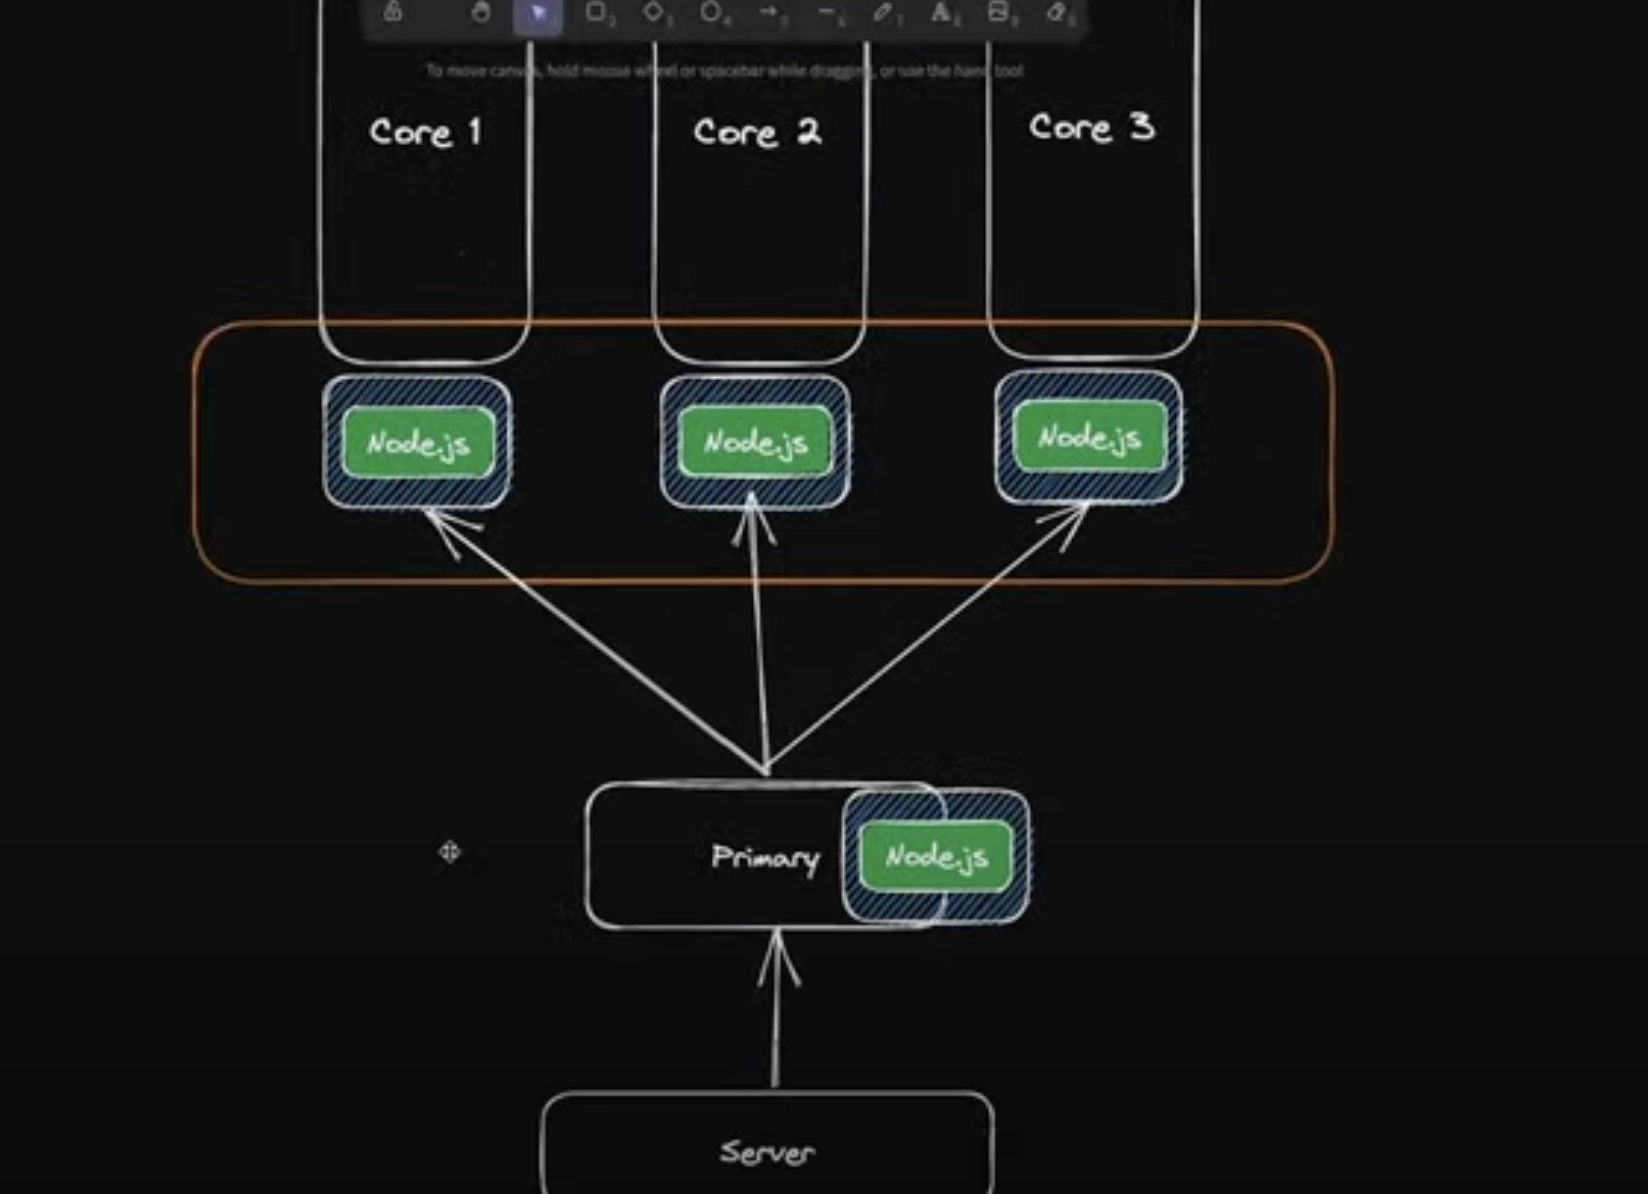 To move canvas, hold mouse wheel or spacebar while dragging, or use the hand tool
Core 1
Core 2
Core 3
Node.js
Node.js
Node.js
Primary
Node.js
Server